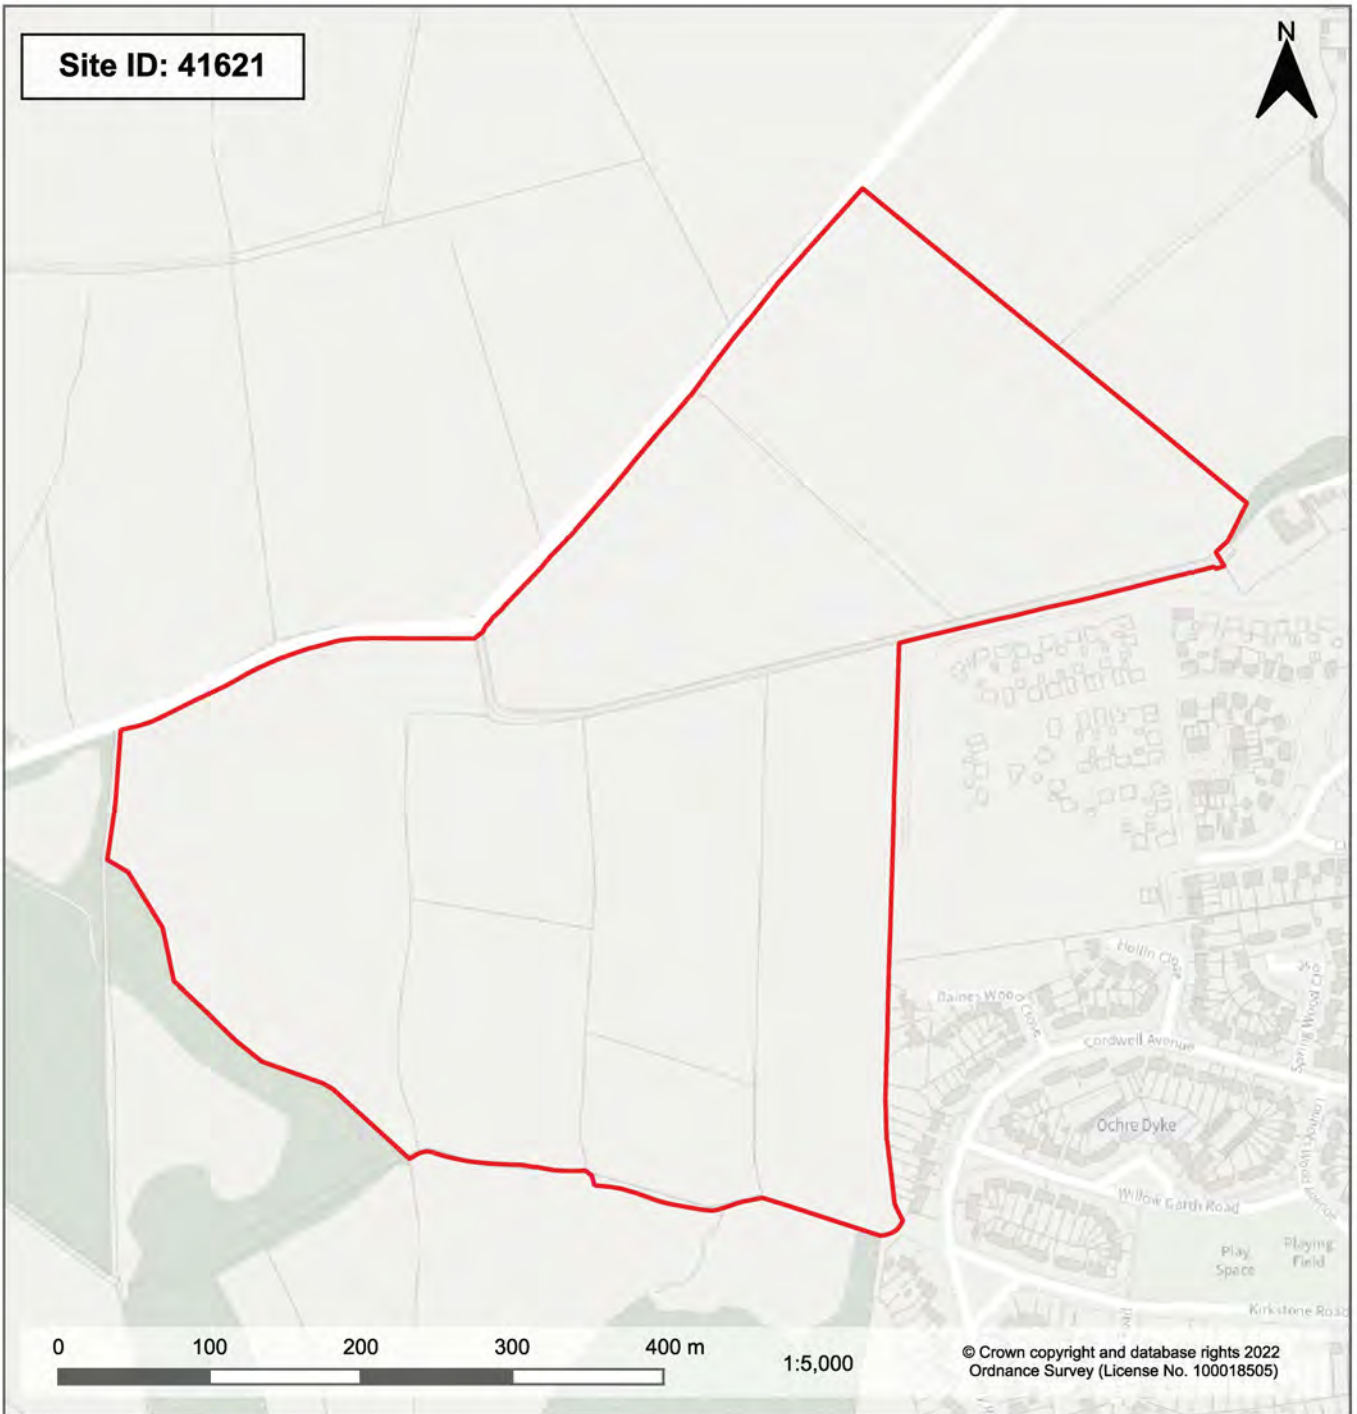 Site ID: 41621
N
Hollin Close
Baines Wood
Close
Cordwell Avenue
Spring Wood Cl
Ochre Dyke
Willow Garth Road
Play
Space
Playing
Field
Kirkstone Road
0 100 200 300 400 m
1:5,000
© Crown copyright and database rights 2022
Ordnance Survey (License No. 100018505)